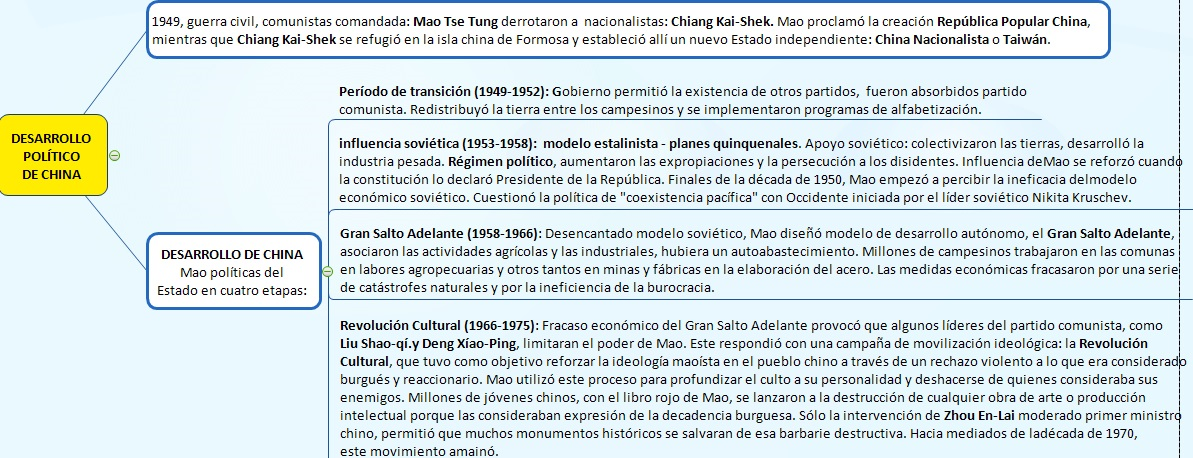 1949, guerra civil, comunistas comandada: Mao Tse Tung derrotaron a nacionalistas: Chiang Kai-Shek. Mao proclamó la creación República Popular China,
mientras que Chiang Kai-Shek se refugió en la isla china de Formosa y estableció allí un nuevo Estado independiente: China Nacionalista o Taiwán.
DESARROLLO
POLÍTICO
DE CHINA
DESARROLLO DE CHINA
Mao políticas del
Estado en cuatro etapas:
Período de transición (1949-1952): Gobierno permitió la existencia de otros partidos, fueron absorbidos partido
comunista. Redistribuyó la tierra entre los campesinos y se implementaron programas de alfabetización.
influencia soviética (1953-1958): modelo estalinista - planes quinquenales. Apoyo soviético: colectivizaron las tierras, desarrolló la
industria pesada. Régimen político, aumentaron las expropiaciones y la persecución a los disidentes. Influencia deMao se reforzó cuando
la constitución lo declaró Presidente de la República. Finales de la década de 1950, Mao empezó a percibir la ineficacia delmodelo
económico soviético. Cuestionó la política de "coexistencia pacífica" con Occidente iniciada por el líder soviético Nikita Kruschev.
Gran Salto Adelante (1958-1966): Desencantado modelo soviético, Mao diseñó modelo de desarrollo autónomo, el Gran Salto Adelante,
asociaron las actividades agrícolas y las industriales, hubiera un autoabastecimiento. Millones de campesinos trabajaron en las comunas
en labores agropecuarias y otros tantos en minas y fábricas en la elaboración del acero. Las medidas económicas fracasaron por una serie
de catástrofes naturales y por la ineficiencia de la burocracia.
Revolución Cultural (1966-1975): Fracaso económico del Gran Salto Adelante provocó que algunos líderes del partido comunista, como
Liu Shao-qí.y Deng Xíao-Ping, limitaran el poder de Mao. Este respondió con una campaña de movilización ideológica: la Revolución
Cultural, que tuvo como objetivo reforzar la ideología maoísta en el pueblo chino a través de un rechazo violento a lo que era considerado
burgués y reaccionario. Mao utilizó este proceso para profundizar el culto a su personalidad y deshacerse de quienes consideraba sus
enemigos. Millones de jóvenes chinos, con el libro rojo de Mao, se lanzaron a la destrucción de cualquier obra de arte o producción
intelectual porque las consideraban expresión de la decadencia burguesa. Sólo la intervención de Zhou En-Lai moderado primer ministro
chino, permitió que muchos monumentos históricos se salvaran de esa barbarie destructiva. Hacia mediados de ladécada de 1970,
este movimiento amainó.